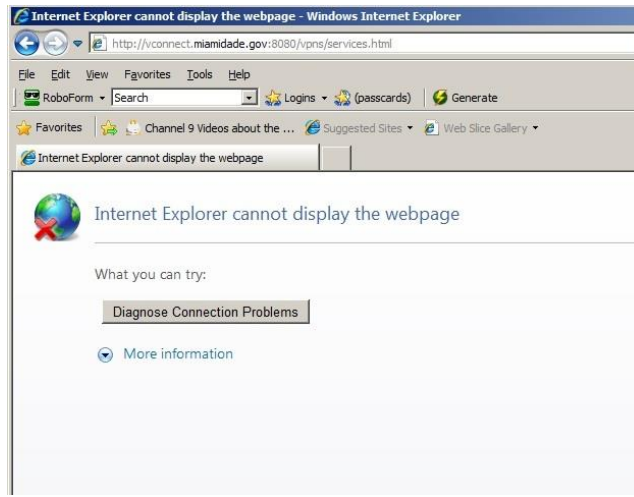 Internet Explorer cannot display the webpage - Windows Internet Explorer
http://vconnect.miamidade.gov:8080/vpns/services.html
File Edit View Favorites Tools Help
RoboForm Search Logins (passcards) Generate
Favorites Channel 9 Videos about the ... Suggested Sites Web Slice Gallery
Internet Explorer cannot display the webpage
Internet Explorer cannot display the webpage
What you can try:
Diagnose Connection Problems
More information